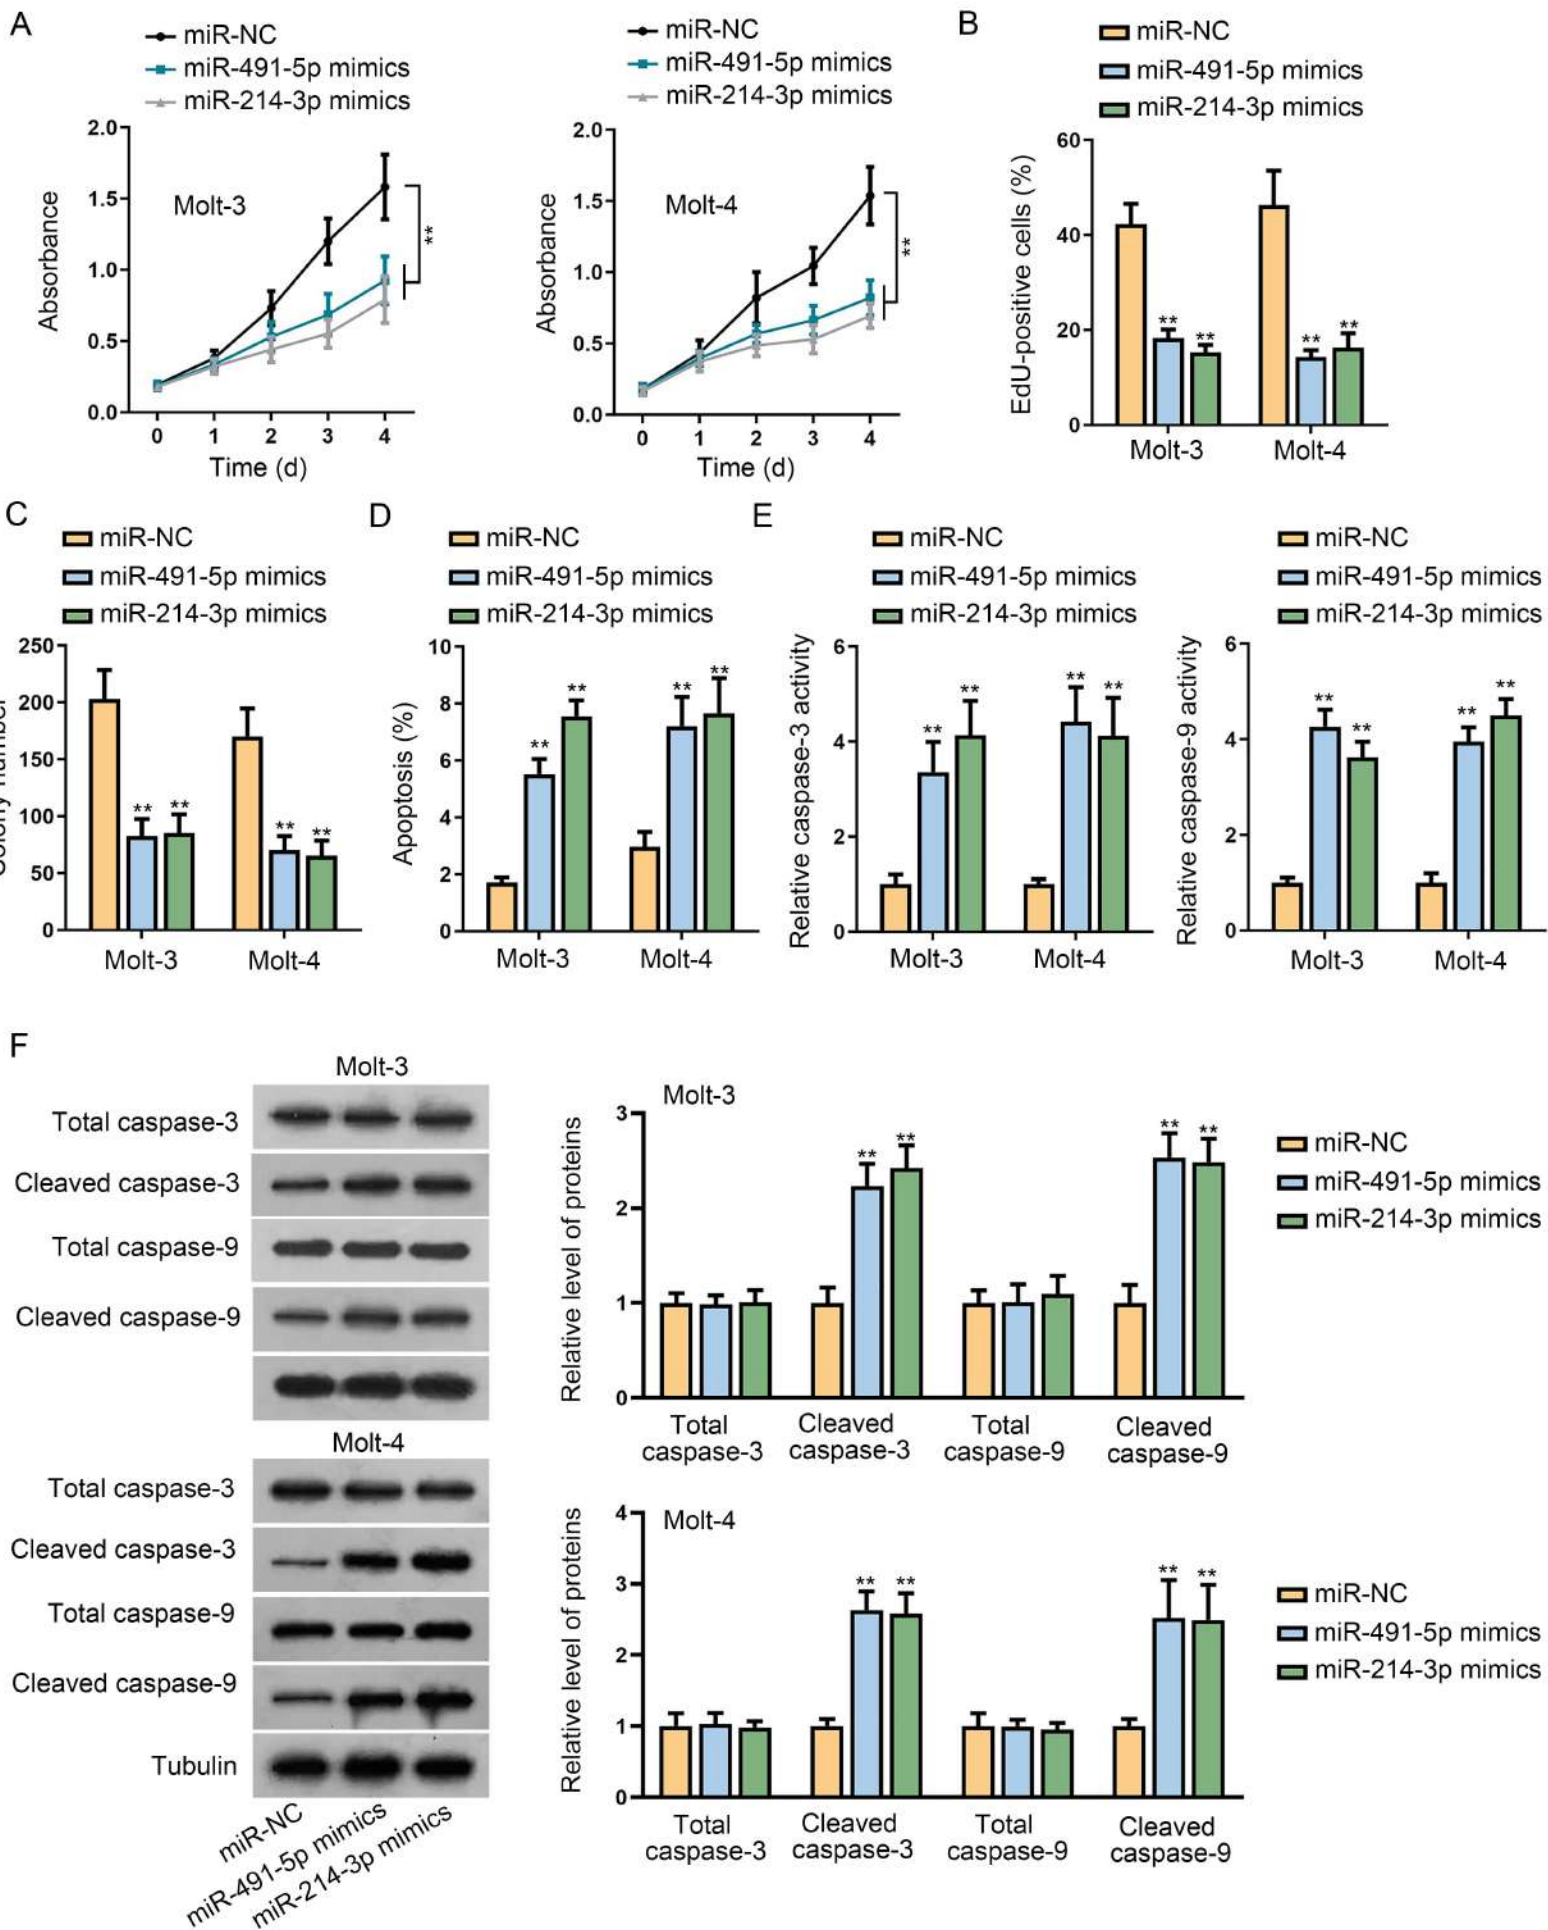 A
miR-NC
miR-491-5p mimics
miR-214-3p mimics
2.0
1.5
1.0
0.5
0.0
Absorbance
Molt-3
**
0 1 2 3 4
Time (d)
miR-NC
miR-491-5p mimics
miR-214-3p mimics
2.0
1.5
1.0
0.5
0.0
Absorbance
Molt-4
**
0 1 2 3 4
Time (d)
B
miR-NC
miR-491-5p mimics
miR-214-3p mimics
60
40
20
0
EdU-positive cells (%)
** ** ** **
Molt-3 Molt-4
C
miR-NC
miR-491-5p mimics
miR-214-3p mimics
250
200
150
100
50
0
** ** ** **
Molt-3 Molt-4
D
miR-NC
miR-491-5p mimics
miR-214-3p mimics
10
8
6
4
2
0
Apoptosis (%)
** ** ** **
Molt-3 Molt-4
E
miR-NC
miR-491-5p mimics
miR-214-3p mimics
6
4
2
0
Relative caspase-3 activity
** ** ** **
Molt-3 Molt-4
miR-NC
miR-491-5p mimics
miR-214-3p mimics
6
4
2
0
Relative caspase-9 activity
** ** ** **
Molt-3 Molt-4
F
Molt-3
Total caspase-3
Cleaved caspase-3
Total caspase-9
Cleaved caspase-9
Molt-4
Total caspase-3
Cleaved caspase-3
Total caspase-9
Cleaved caspase-9
Tubulin
miR-NC
miR-491-5p mimics
miR-214-3p mimics
Molt-3
3
2
1
0
Relative level of proteins
** ** ** **
Total caspase-3
Cleaved caspase-3
Total caspase-9
Cleaved caspase-9
miR-NC
miR-491-5p mimics
miR-214-3p mimics
Molt-4
4
3
2
1
0
Relative level of proteins
** ** ** **
Total caspase-3
Cleaved caspase-3
Total caspase-9
Cleaved caspase-9
miR-NC
miR-491-5p mimics
miR-214-3p mimics